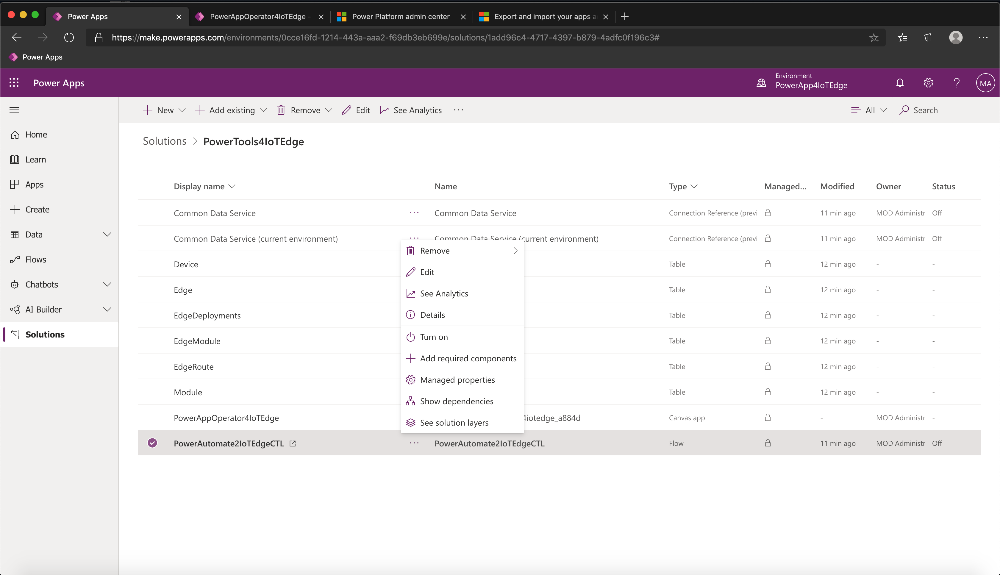 Power Apps
PowerAppOperator4IoTEdge -
Power Platform admin center
Export and import your apps a
https://make.powerapps.com/environments/0cce16fd-1214-443a-aaa2-f69db3eb699e/solutions/1add96c4-4717-4397-b879-4adfc0f196c3#
Power Apps
Power Apps
Environment
PowerApp4IoTEdge
MA
New
Add existing
Remove
Edit
See Analytics
All
Search
Home
Learn
Apps
Create
Data
Flows
Chatbots
AI Builder
Solutions
Solutions > PowerTools4IoTEdge
Display name Name Type Managed... Modified Owner Status
Common Data Service ... Common Data Service Connection Reference (previ 11 min ago MOD Administr Off
Common Data Service (current environment) ... Common Data Service (current environment) Connection Reference (previ 11 min ago MOD Administr Off
Device Table 12 min ago - -
Edge Table 12 min ago - -
EdgeDeployments Table 12 min ago - -
EdgeModule Table 12 min ago - -
EdgeRoute Table 12 min ago - -
Module Table 12 min ago - -
PowerAppOperator4IoTEdge 4iotedge_a884d Canvas app - MOD Administr -
PowerAutomate2IoTEdgeCTL ... PowerAutomate2IoTEdgeCTL Flow 11 min ago MOD Administr Off
Remove
Edit
See Analytics
Details
Turn on
Add required components
Managed properties
Show dependencies
See solution layers